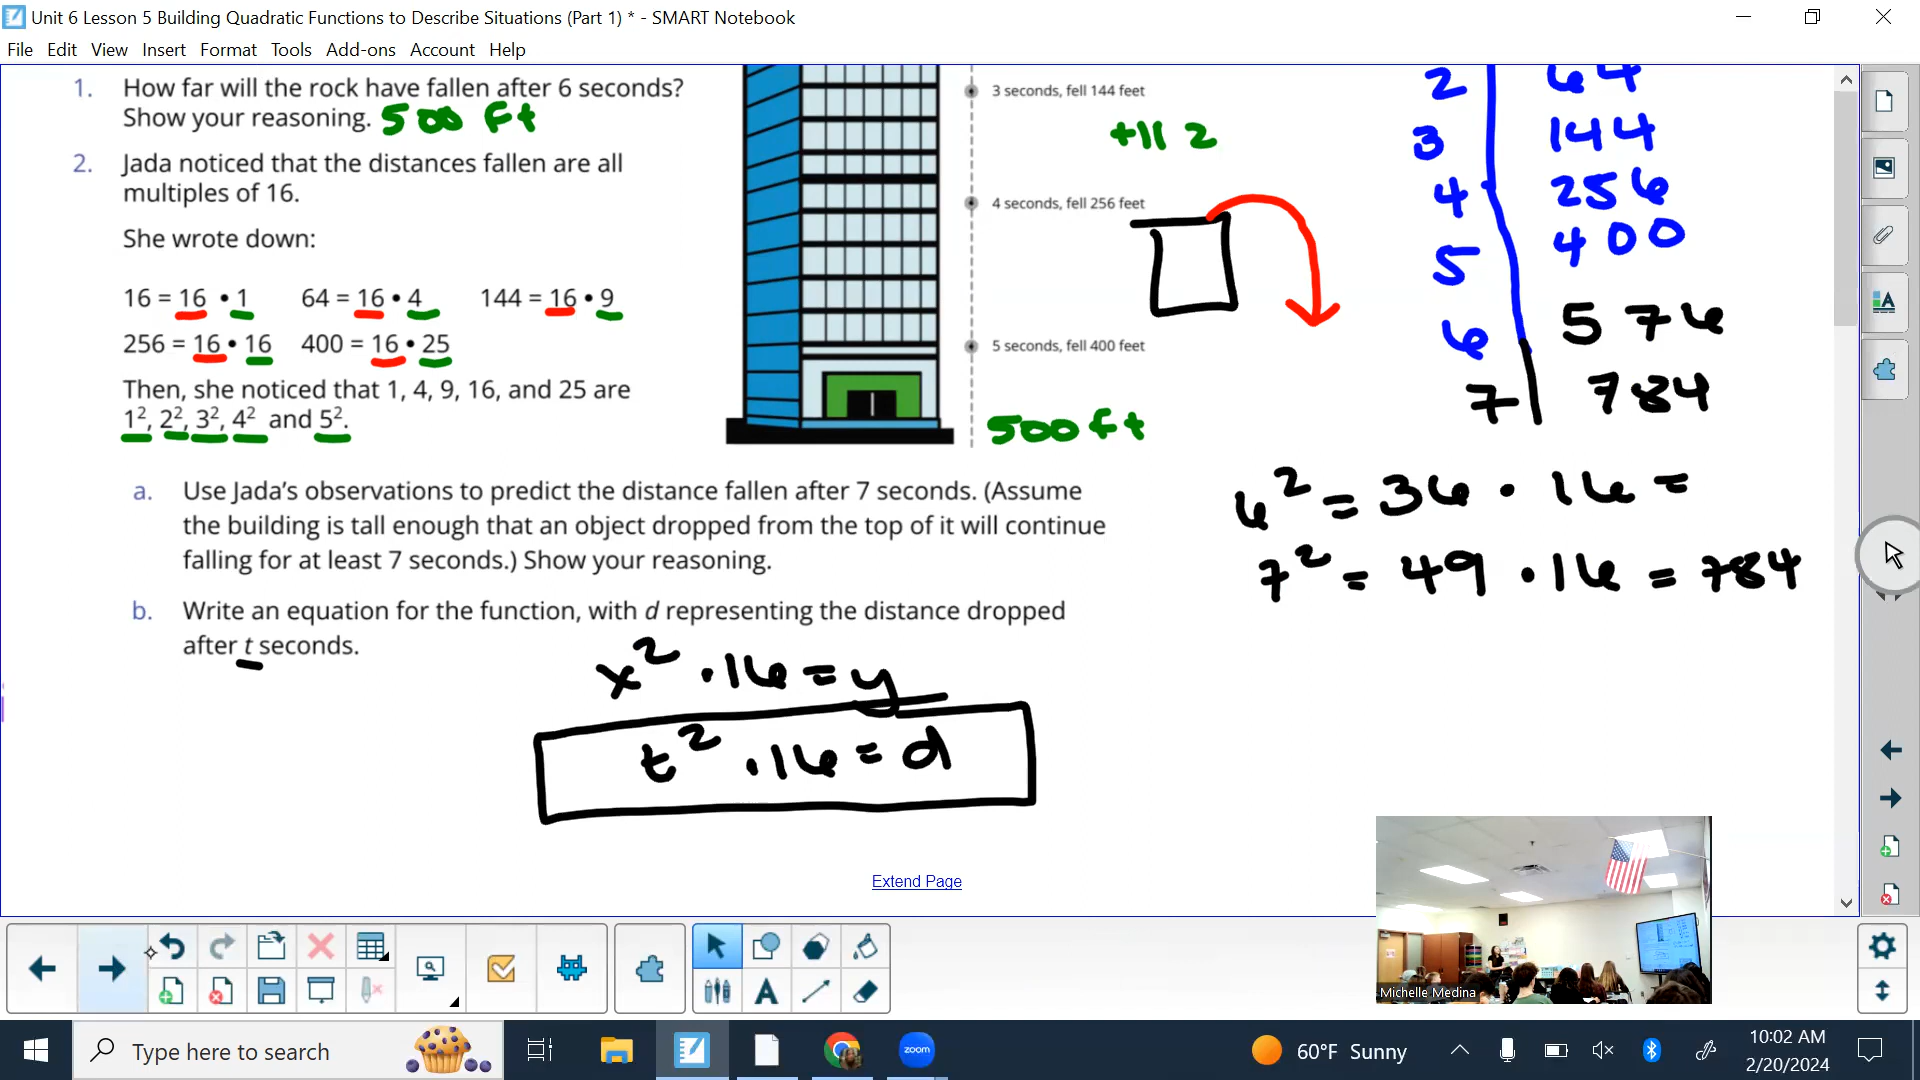 Unit 6 Lesson 5 Building Quadratic Functions to Describe Situations (Part 1) * - SMART Notebook
File Edit View Insert Format Tools Add-ons Account Help
1. How far will the rock have fallen after 6 seconds?
Show your reasoning. 500 ft
2. Jada noticed that the distances fallen are all
multiples of 16.
She wrote down:
16 = 16 • 1 64 = 16 • 4 144 = 16 • 9
256 = 16 • 16 400 = 16 • 25
Then, she noticed that 1, 4, 9, 16, and 25 are
1², 2², 3², 4² and 5².
3 seconds, fell 144 feet
+112
4 seconds, fell 256 feet
5 seconds, fell 400 feet
500 ft
2 64
3 144
4 256
5 400
6 576
7 784
6² = 36 • 16 =
7² = 49 • 16 = 784
a. Use Jada's observations to predict the distance fallen after 7 seconds. (Assume
the building is tall enough that an object dropped from the top of it will continue
falling for at least 7 seconds.) Show your reasoning.
b. Write an equation for the function, with d representing the distance dropped
after t seconds.
x² • 16 = y
t² • 16 = d
Extend Page
Michelle Medina
Type here to search
zoom
60°F Sunny
10:02 AM
2/20/2024